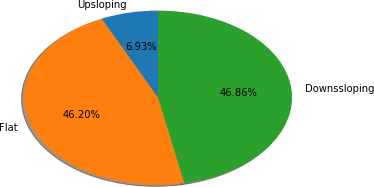 Upsloping
6.93%
46.86%
Downssloping
46.20%
Flat